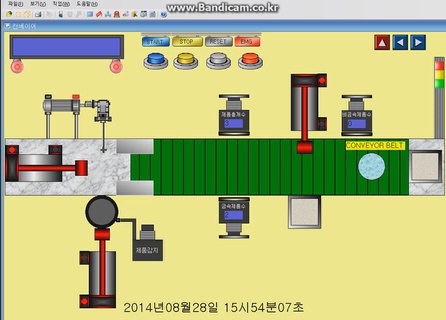 www.Bandicam.co.kr
파일(F) 보기(V) 작업(W) 도움말(H)
컨베이어
START STOP RESET EMG
제품출개수
비금속제품수
CONVEYOR BELT
금속제품수
제품감지
2014년08월28일 15시54분07초